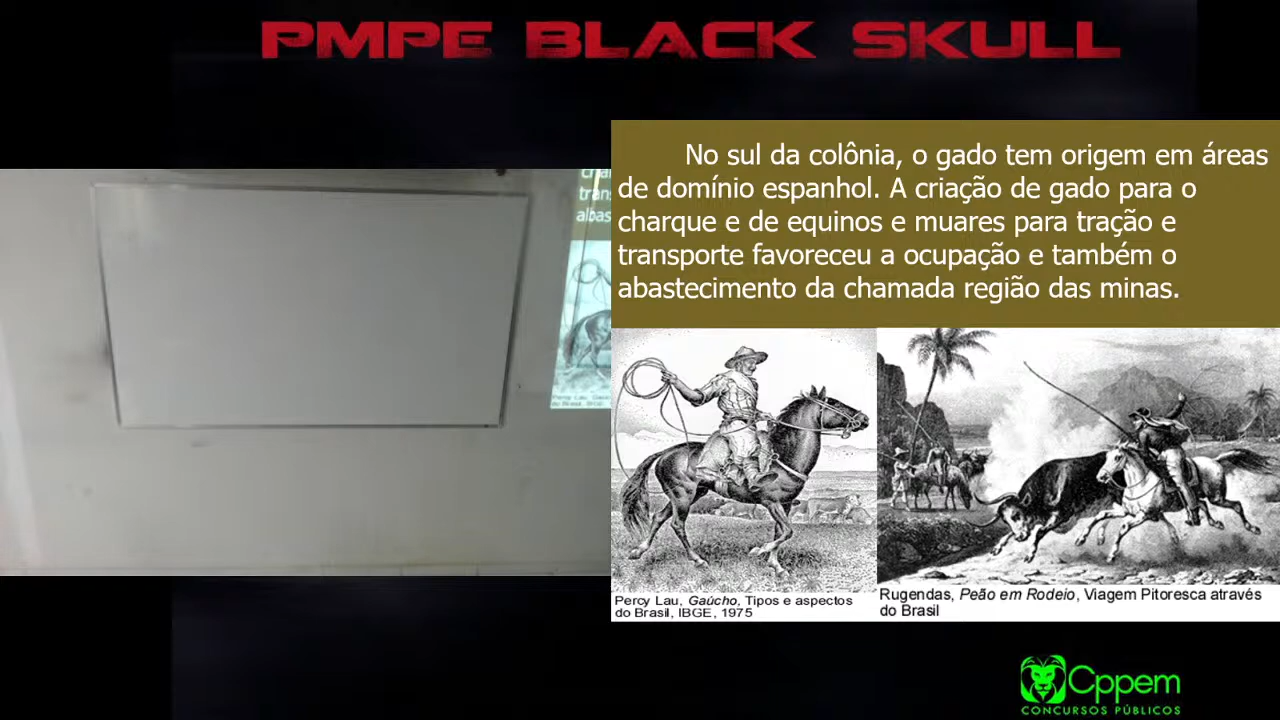 PMPE BLACK SKULL
No sul da colônia, o gado tem origem em áreas
de domínio espanhol. A criação de gado para o
charque e de equinos e muares para tração e
transporte favoreceu a ocupação e também o
abastecimento da chamada região das minas.
Percy Lau, Gaúcho, Tipos e aspectos
do Brasil, IBGE, 1975
Rugendas, Peão em Rodeio, Viagem Pitoresca através
do Brasil
Cppem
CONCURSOS PÚBLICOS